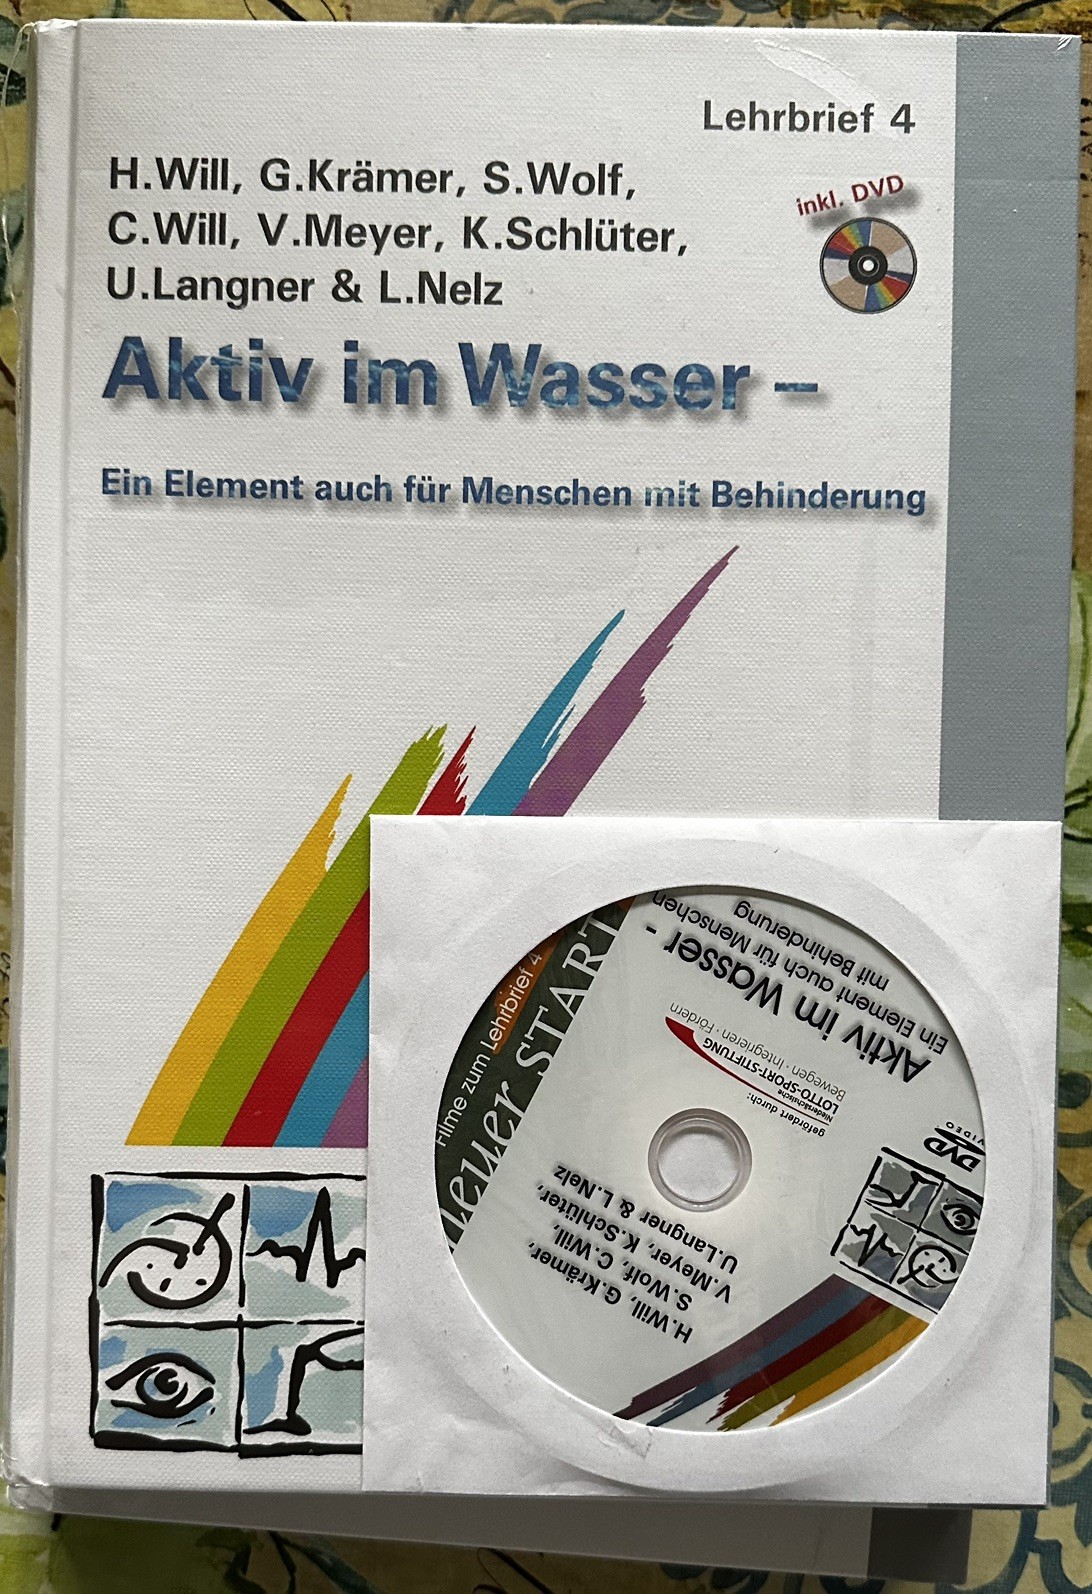 Lehrbrief 4
H.Will, G.Krämer, S.Wolf,
C.Will, V.Meyer, K.Schlüter,
U.Langner & L.Nelz
inkl. DVD
Aktiv im Wasser –
Ein Element auch für Menschen mit Behinderung
Filme zum Lehrbrief 4
neuer START
Aktiv im Wasser -
Ein Element auch für Menschen
mit Behinderung
gefördert durch:
Niedersächsische
LOTTO-SPORT-STIFTUNG
Bewegen · Integrieren · Fördern
DVD
VIDEO
H.Will, G.Krämer,
S.Wolf, C.Will,
V.Meyer, K.Schlüter,
U.Langner & L.Nelz